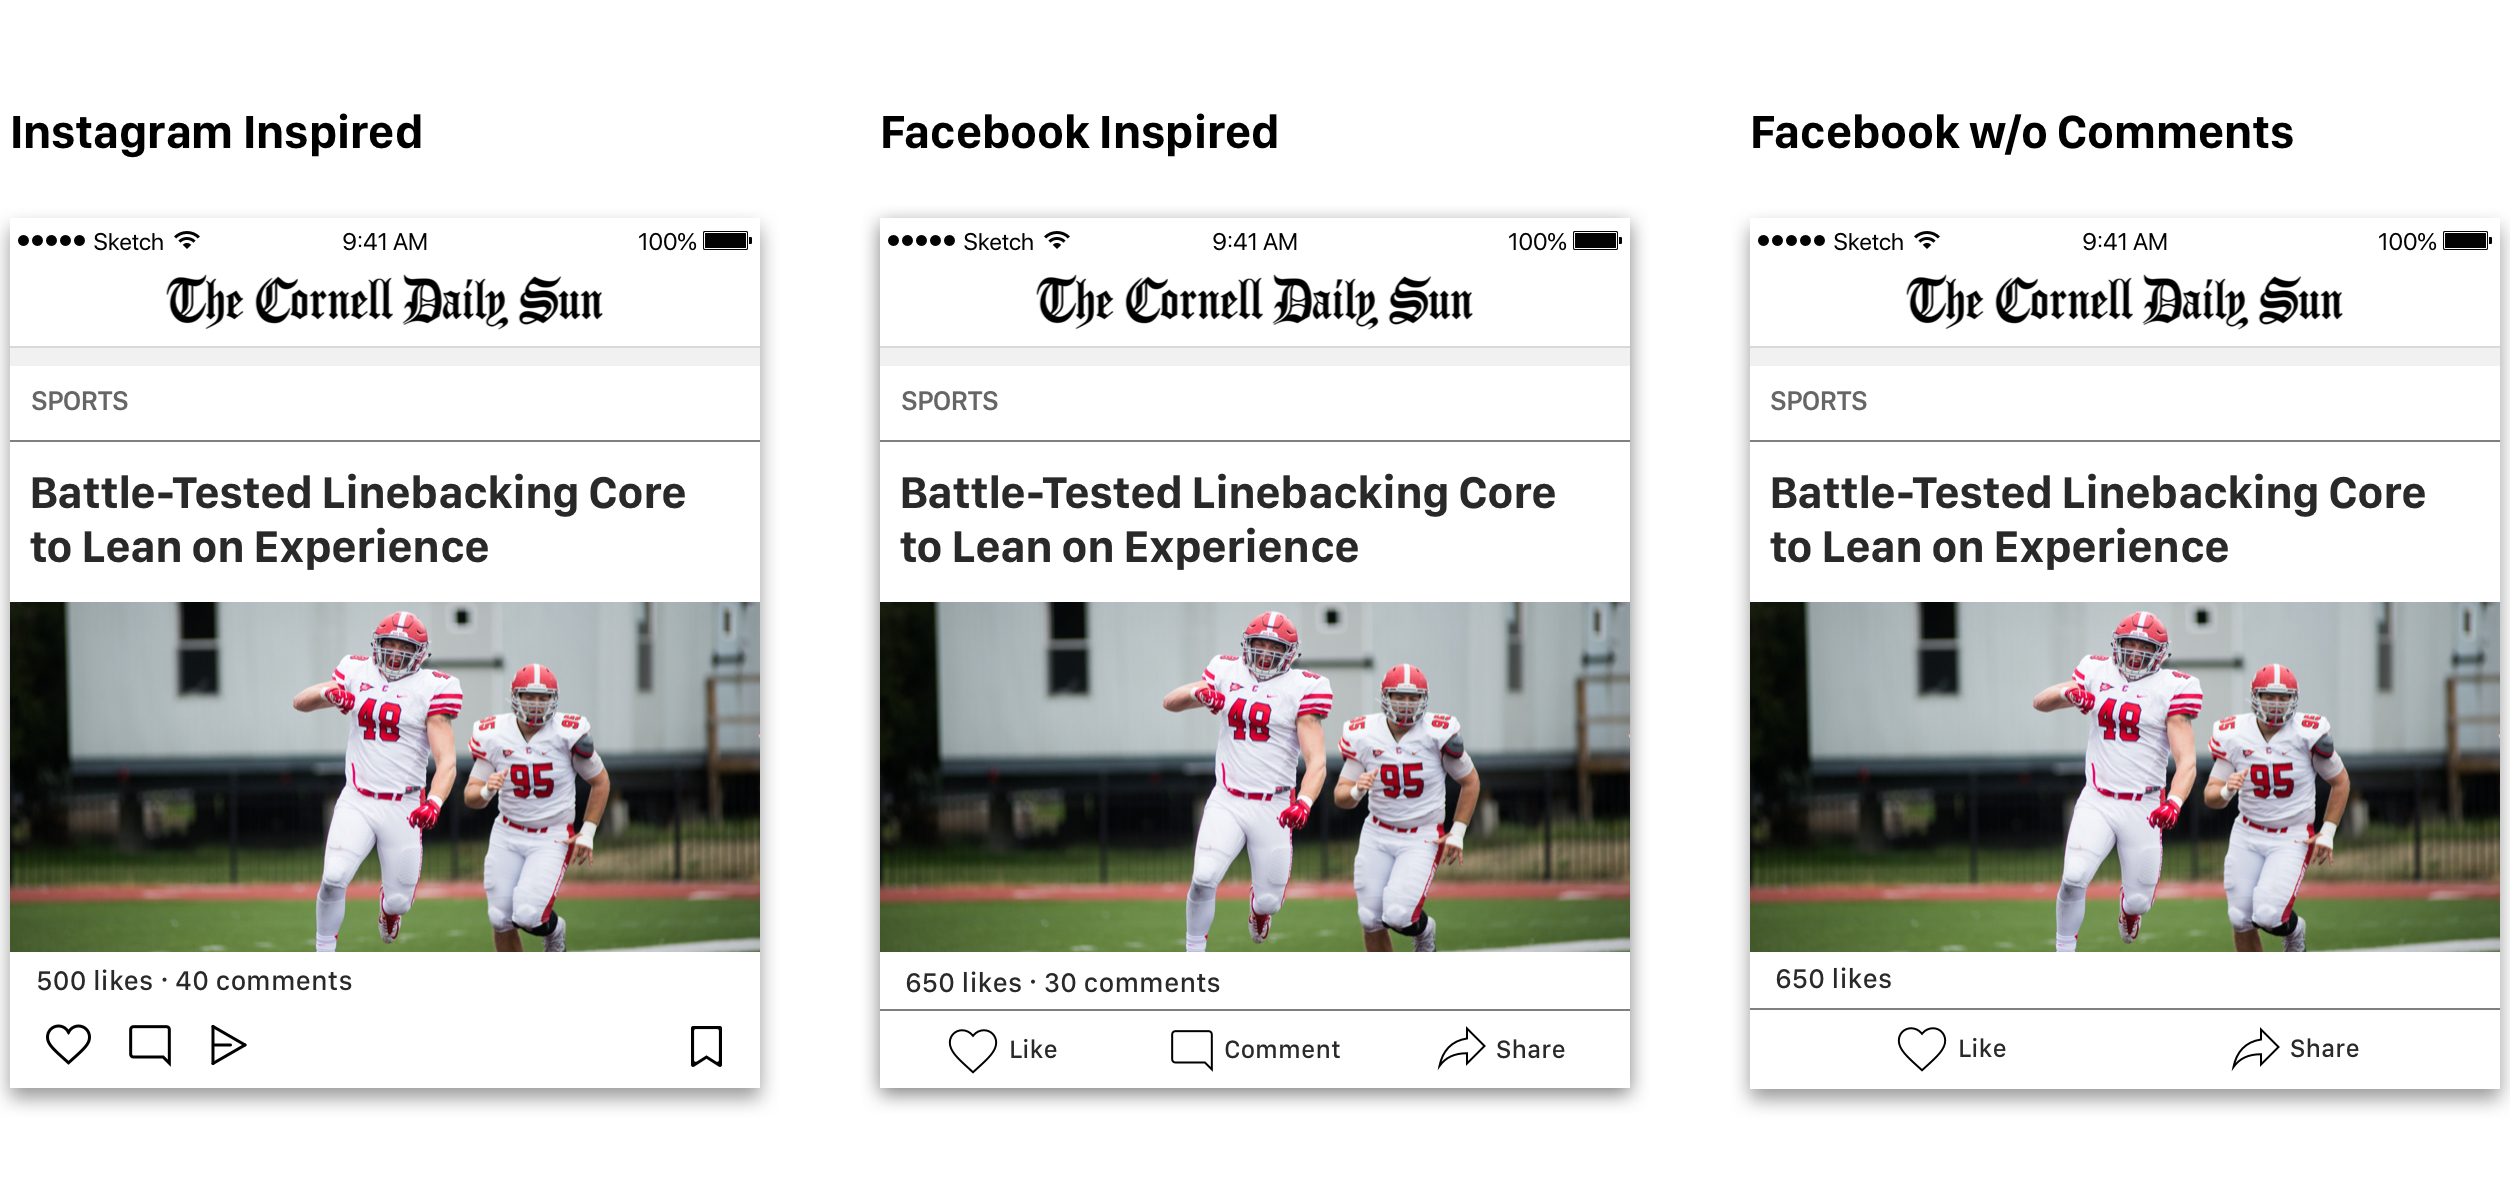 Instagram Inspired
Sketch 9:41 AM 100%
The Cornell Daily Sun
SPORTS
Battle-Tested Linebacking Core
to Lean on Experience
48
95
500 likes · 40 comments
Facebook Inspired
Sketch 9:41 AM 100%
The Cornell Daily Sun
SPORTS
Battle-Tested Linebacking Core
to Lean on Experience
48
95
650 likes · 30 comments
Like Comment Share
Facebook w/o Comments
Sketch 9:41 AM 100%
The Cornell Daily Sun
SPORTS
Battle-Tested Linebacking Core
to Lean on Experience
48
95
650 likes
Like Share